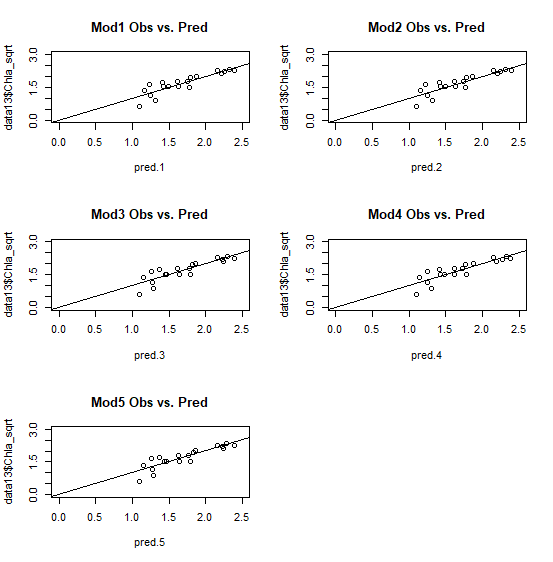 Mod1 Obs vs. Pred
data13$Chla_sqrt
0.0 1.5 3.0
0.0 0.5 1.0 1.5 2.0 2.5
pred.1
Mod2 Obs vs. Pred
data13$Chla_sqrt
0.0 1.5 3.0
0.0 0.5 1.0 1.5 2.0 2.5
pred.2
Mod3 Obs vs. Pred
data13$Chla_sqrt
0.0 1.5 3.0
0.0 0.5 1.0 1.5 2.0 2.5
pred.3
Mod4 Obs vs. Pred
data13$Chla_sqrt
0.0 1.5 3.0
0.0 0.5 1.0 1.5 2.0 2.5
pred.4
Mod5 Obs vs. Pred
data13$Chla_sqrt
0.0 1.5 3.0
0.0 0.5 1.0 1.5 2.0 2.5
pred.5